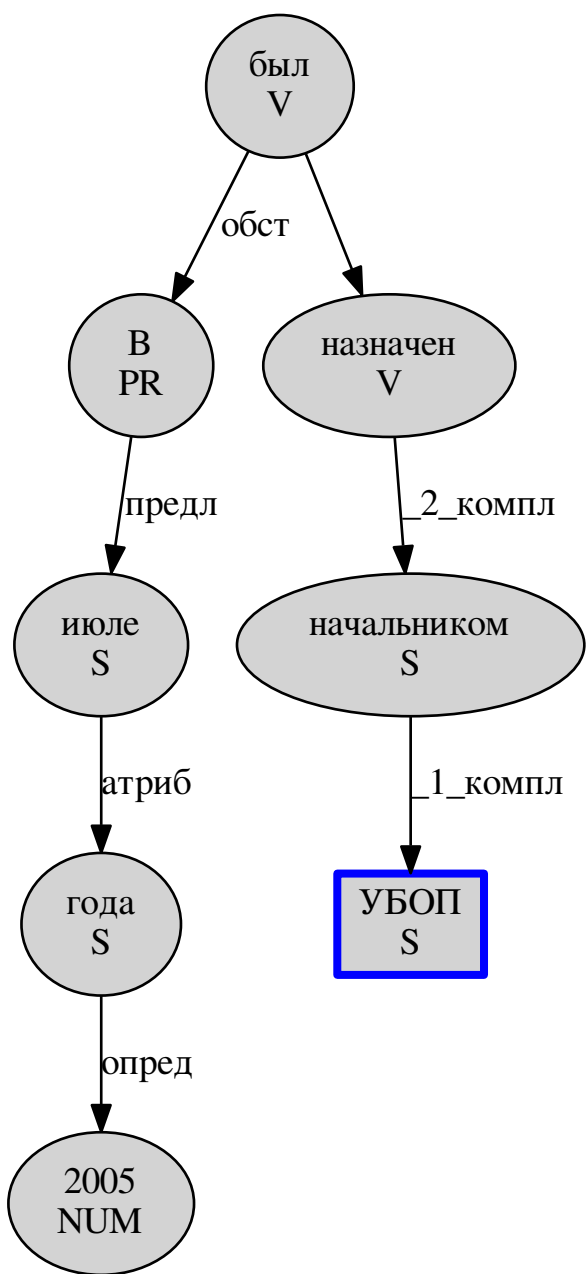 был
V
обст
В
PR
назначен
V
предл
_2_компл
июле
S
начальником
S
атриб
_1_компл
года
S
УБОП
S
опред
2005
NUM